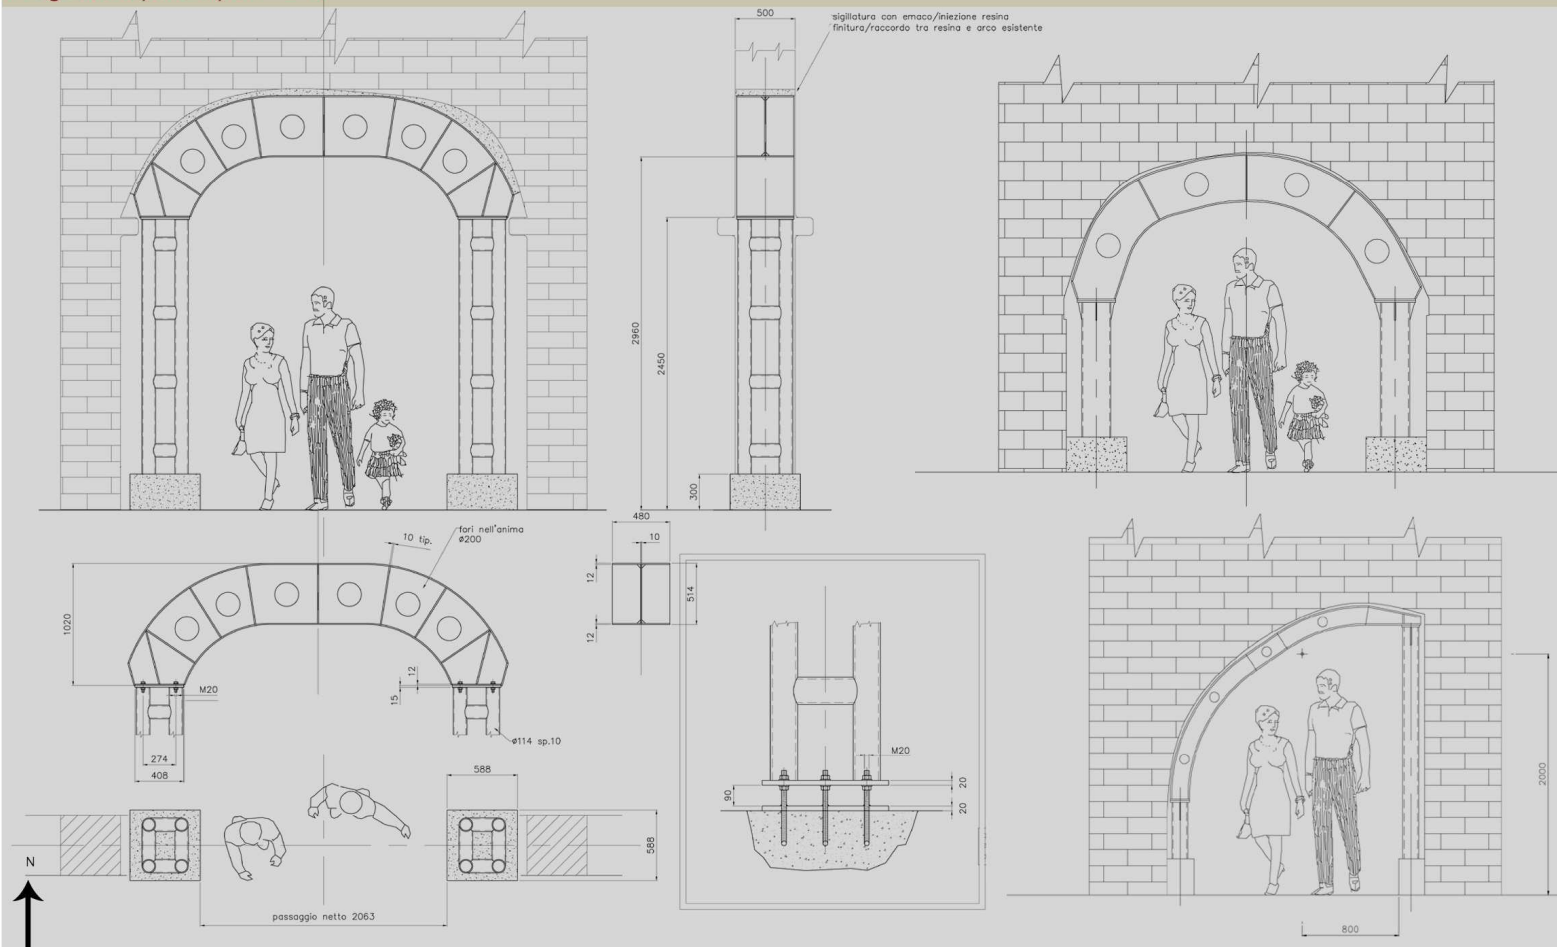 500
sigillatura con emaco/iniezione resina
finitura/raccordo tra resina e arco esistente
2960
2450
300
10 tip.
fori nell'anima
ø200
1020
12
15
M20
274
408
ø114 sp.10
480
10
12
12
514
M20
90
20
20
588
588
N
passaggio netto 2063
2000
800